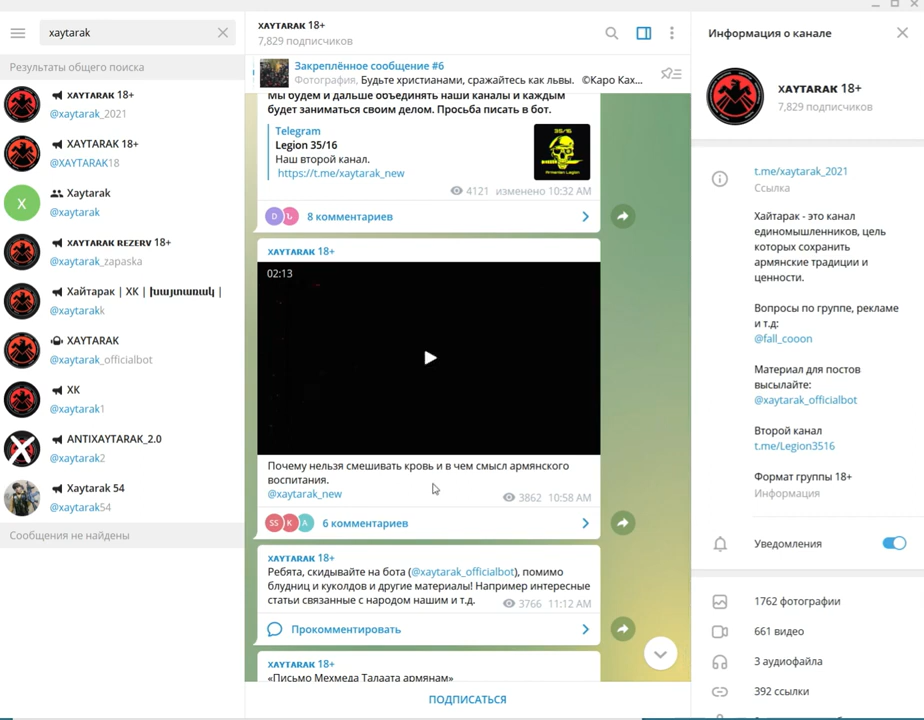 xaytarak
Результаты общего поиска
XAYTARAK 18+
@xaytarak_2021
XAYTARAK 18+
@XAYTARAK18
Xaytarak
@xaytarak
XAYTARAK REZERV 18+
@xaytarak_zapaska
Хайтарак | ХК | խայտառակ |
@xaytarakk
XAYTARAK
@xaytarak_officialbot
ХК
@xaytarak1
ANTIXAYTARAK_2.0
@xaytarak2
Xaytarak 54
@xaytarak54
Сообщения не найдены
XAYTARAK 18+
7,829 подписчиков
Закреплённое сообщение #6
Фотография, Будьте христианами, сражайтесь как львы. ©Каро Ках...
Мы будем и дальше объединять наши каналы и каждым
будет заниматься своим делом. Просьба писать в бот.
Telegram
Legion 35/16
Наш второй канал.
https://t.me/xaytarak_new
35/16
Armenian Legion
4121 изменено 10:32 AM
D Լ 8 комментариев
XAYTARAK 18+
02:13
Почему нельзя смешивать кровь и в чем смысл армянского
воспитания.
@xaytarak_new
3862 10:58 AM
SS K A 6 комментариев
XAYTARAK 18+
Ребята, скидывайте на бота (@xaytarak_officialbot), помимо
блудниц и куколдов и другие материалы! Например интересные
статьи связанные с народом нашим и т.д.
3766 11:12 AM
Прокомментировать
XAYTARAK 18+
«Письмо Мехмеда Талаата армянам»
ПОДПИСАТЬСЯ
Информация о канале
XAYTARAK 18+
7,829 подписчиков
t.me/xaytarak_2021
Ссылка
Хайтарак - это канал
единомышленников, цель
которых сохранить
армянские традиции и
ценности.
Вопросы по группе, рекламе
и т.д:
@fall_cooon
Материал для постов
высылайте:
@xaytarak_officialbot
Второй канал
t.me/Legion3516
Формат группы 18+
Информация
Уведомления
1762 фотографии
661 видео
3 аудиофайла
392 ссылки